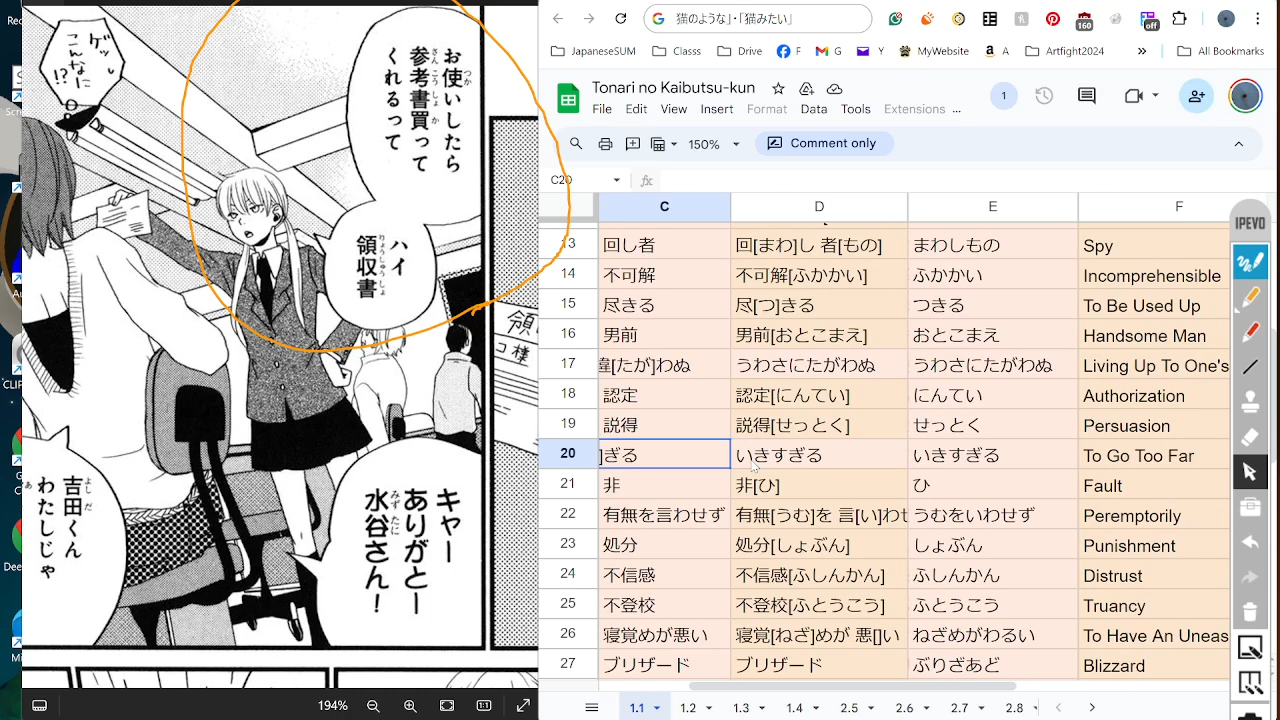 お使いしたら
参考書買って
くれるって
ハイ
領収書
ゲッ
こんなに
!?
キャー
ありがとー
水谷さん!
吉田くん
わたしじゃ
あ
領
コ種
194%
1:1
猫のような」・「猫みたい」
160
off
JapaneseSUM
Classs
Drive
F
G
Y
MyWebsite
A
Artfight2024
»
All Bookmarks
Tonari no Kaibutsu-kun
File Edit View Insert Format Data Tools Extensions …
1
150%
Comment only
C20
fx
C D E F
13 回し者 回[まわ]し 者[もの] まわしもの Spy
14 不可解 不可解[ふかかい] ふかかい Incomprehensible
15 尽きる 尽[つ]きる つきる To Be Used Up
16 男前 男前[おとこまえ] おとこまえ Handsome Man
17 違[たが]わぬ うわさにたがわぬ うわさにたがわぬ Living Up To One's
18 認定 認定[にんてい] にんてい Authorization
19 説得 説得[せっとく] せっとく Persuasion
20 ]ぎる いきすぎる いきすぎる To Go Too Far
21 非 非[ひ] ひ Fault
22 有無を言わせず 有無[うむ]を 言[い]わせ うむをいわせず Peremptorily
23 処分 処分[しょぶん] しょぶん Punishment
24 不信感 不信感[ふしんかん] ふしんかん Distrust
25 不登校 不登校[ふとうこう] ふとうこう Truancy
26 寝覚めが悪い 寝覚[ねざ]めが 悪[]い ねざめがわるい To Have An Uneas
27 ブリザード ブリザード ぶりざあど Blizzard
1.1 1.2 1.3 1.4 2.5 2.6 2.7 2.8
IPEVO